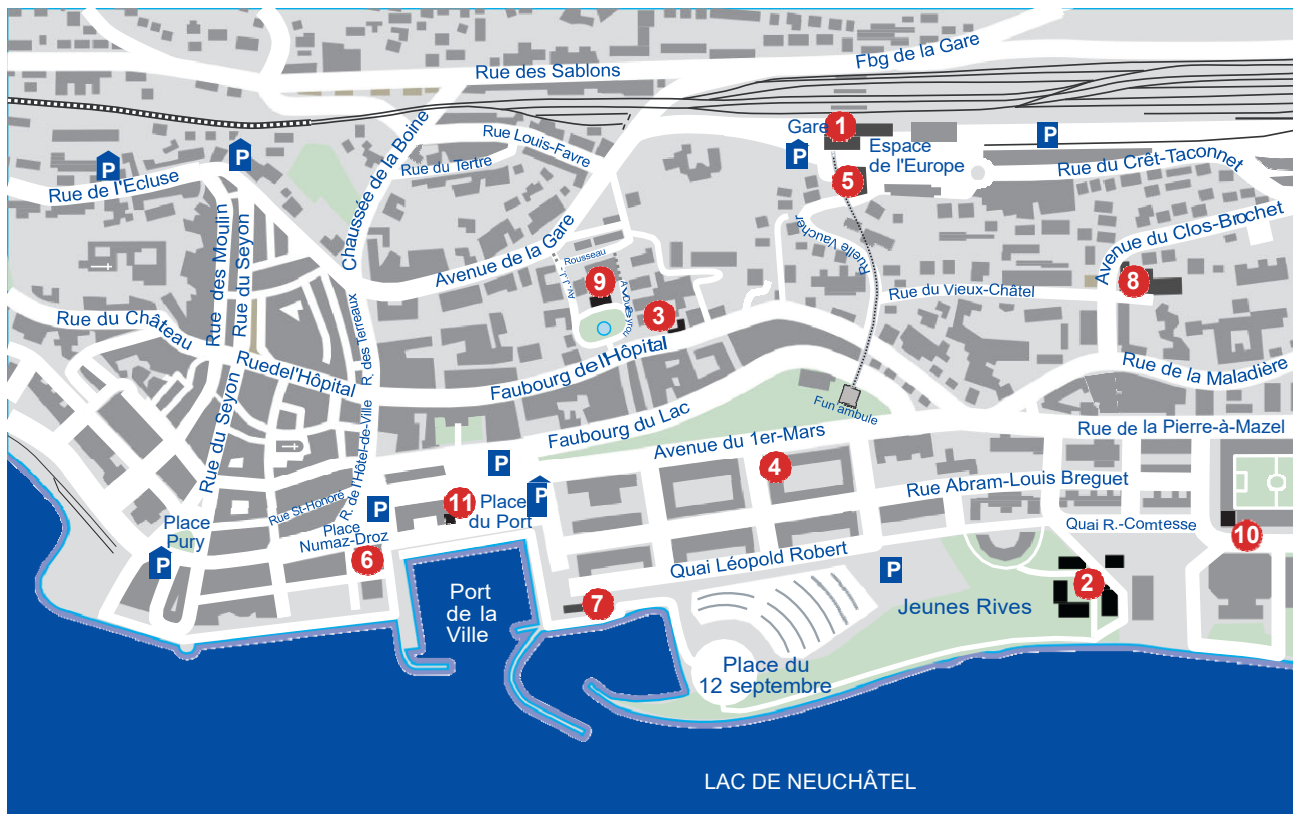 Fbg de la Gare
Rue des Sablons
Gare
1
P
P
P
P
Rue Louis-Favre
Chaussée de la Boine
Rue du Tertre
Espace
de l'Europe
Rue du Crêt-Taconnet
Rue de l'Ecluse
5
Rue des Moulin
Rue du Seyon
Avenue de la Gare
Ruelle Vaucher
Avenue du Clos-Brochet
Rousseau
Av. J.-J.
9
3
8
Rue du Vieux-Châtel
Rue du Château
R. des Terreaux
Ruedel'Hôpital
Faubourg de l'Hôpital
Rue de la Maladière
Faubourg du Lac
Funambule
Avenue du 1er-Mars
Rue de la Pierre-à-Mazel
Rue du Seyon
R. de l'Hôtel-de-Ville
P
4
Rue Abram-Louis Breguet
Rue St-Honoré
P
11
Place
du Port
P
Place
Pury
P
Place
Numaz-Droz
6
Quai R.-Comtesse
10
Quai Léopold Robert
P
2
Port
de la
Ville
7
Jeunes Rives
Place du
12 septembre
LAC DE NEUCHÂTEL